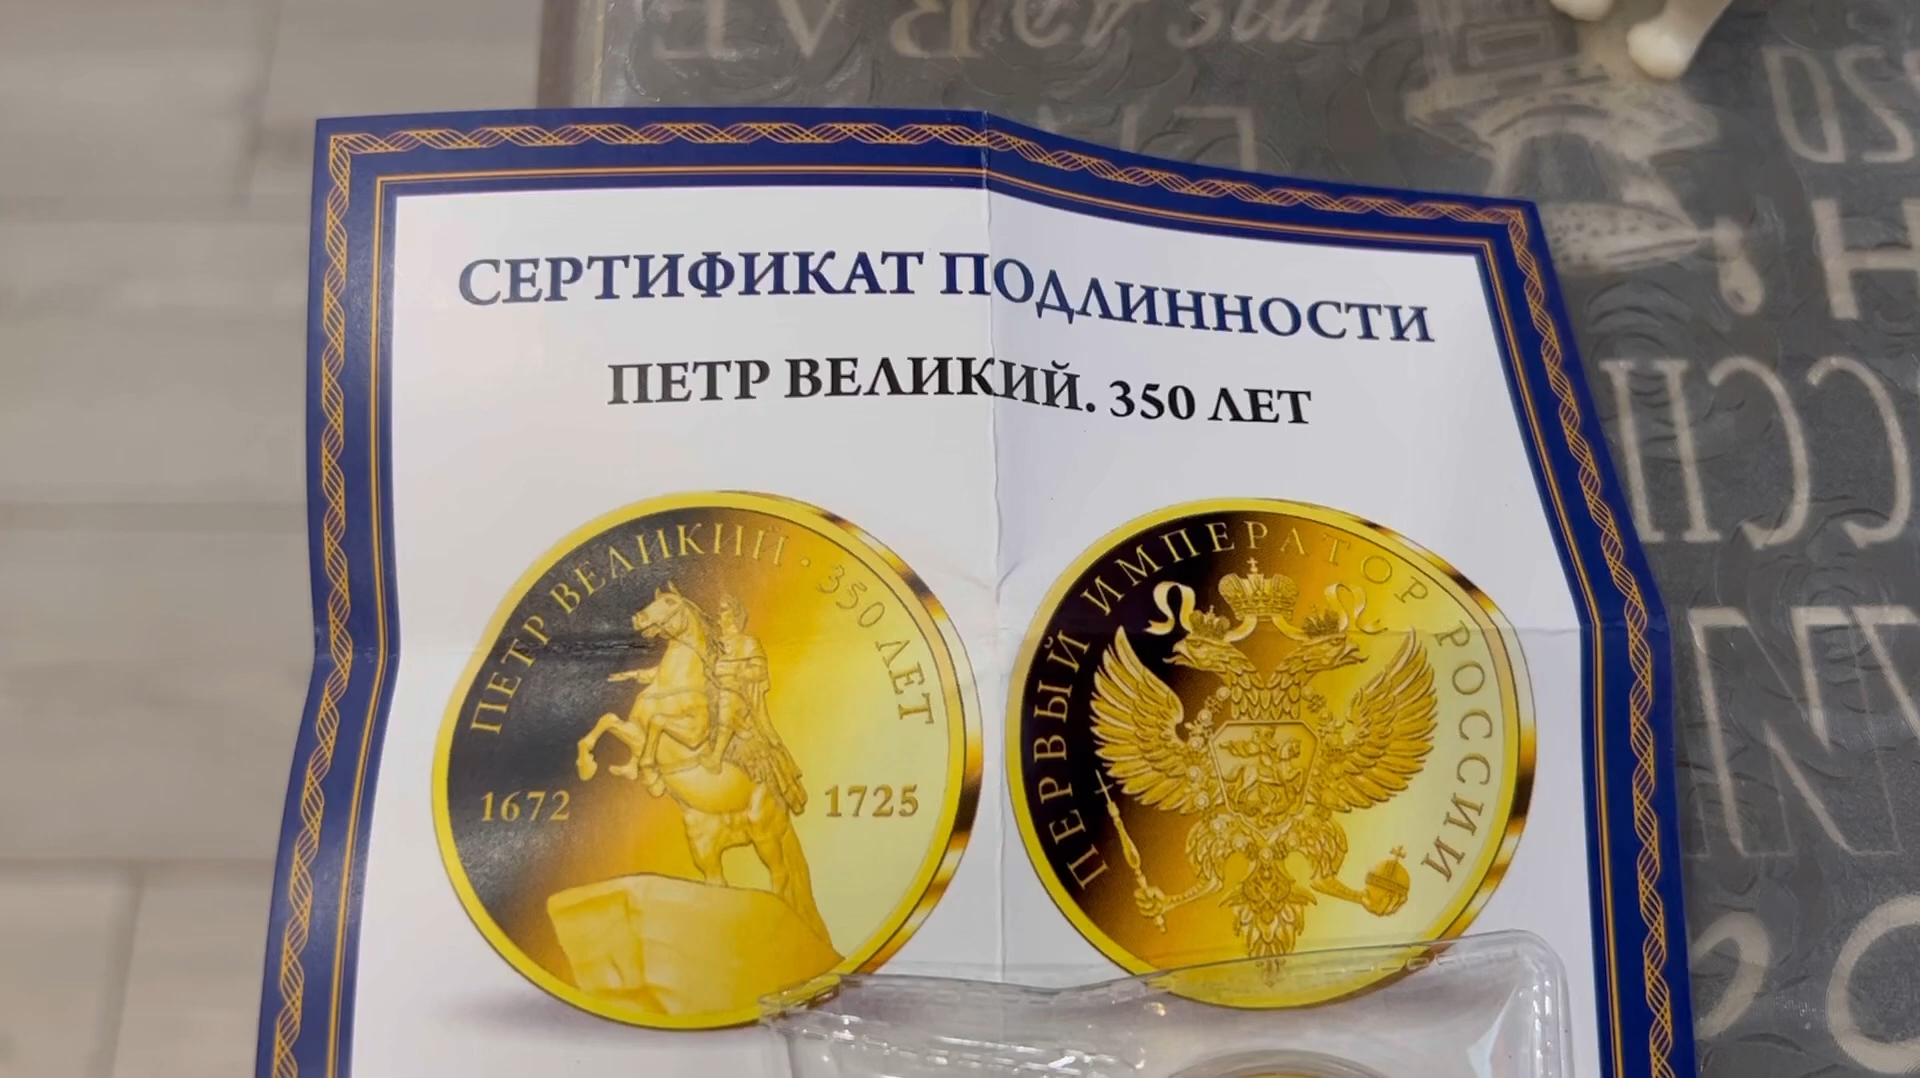 СЕРТИФИКАТ ПОДЛИННОСТИ
ПЕТР ВЕЛИКИЙ. 350 ЛЕТ
ПЕТР ВЕЛИКИЙ · 350 ЛЕТ
1672 1725
ПЕРВЫЙ ИМПЕРАТОР РОССИИ